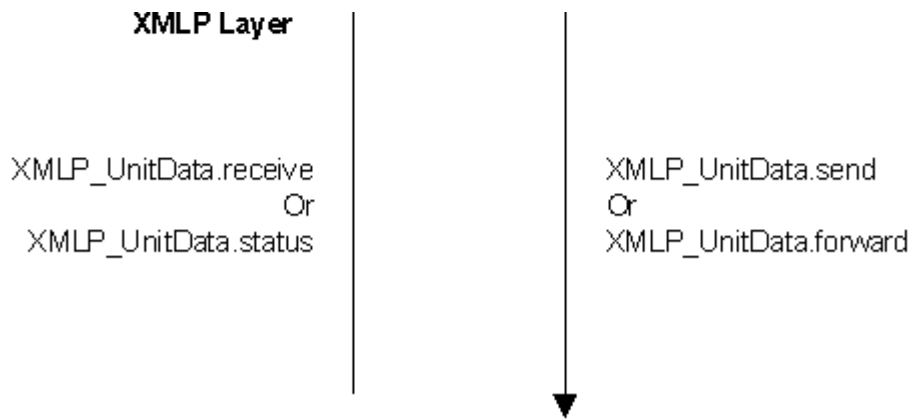 XMLP Layer
XMLP_UnitData.receive
Or
XMLP_UnitData.status
XMLP_UnitData.send
Or
XMLP_UnitData.forward